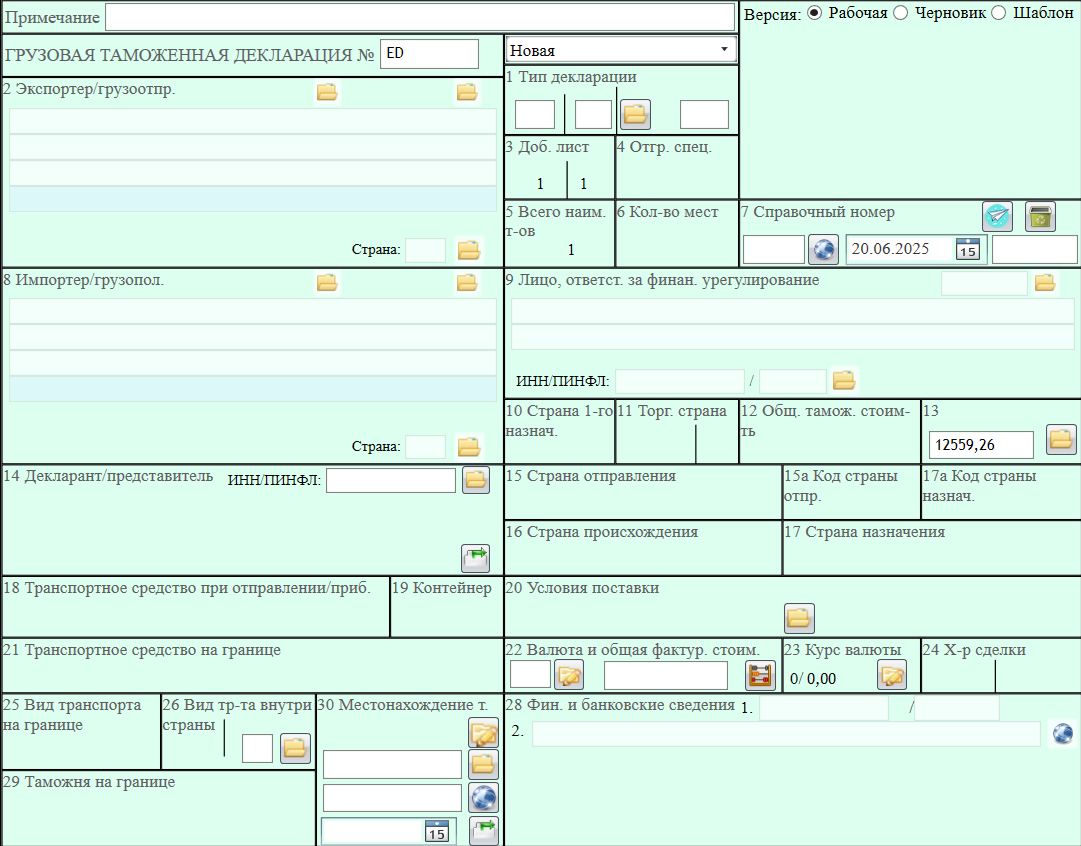 Примечание
Версия: Рабочая Черновик Шаблон
ГРУЗОВАЯ ТАМОЖЕННАЯ ДЕКЛАРАЦИЯ № ED
Новая
1 Тип декларации
2 Экспортер/грузоотпр.
3 Доб. лист
1 1
4 Отгр. спец.
5 Всего наим.
т-ов
1
6 Кол-во мест
7 Справочный номер
20.06.2025 15
Страна:
8 Импортер/грузопол.
9 Лицо, ответст. за финан. урегулирование
ИНН/ПИНФЛ: /
10 Страна 1-го
назнач.
11 Торг. страна
12 Общ. тамож. стоим-
ть
13
12559,26
Страна:
14 Декларант/представитель ИНН/ПИНФЛ:
15 Страна отправления
15а Код страны
отпр.
17а Код страны
назнач.
16 Страна происхождения
17 Страна назначения
18 Транспортное средство при отправлении/приб.
19 Контейнер
20 Условия поставки
21 Транспортное средство на границе
22 Валюта и общая фактур. стоим.
23 Курс валюты
0/ 0,00
24 Х-р сделки
25 Вид транспорта
на границе
26 Вид тр-та внутри
страны
30 Местонахождение т.
15
28 Фин. и банковские сведения 1. /
2.
29 Таможня на границе